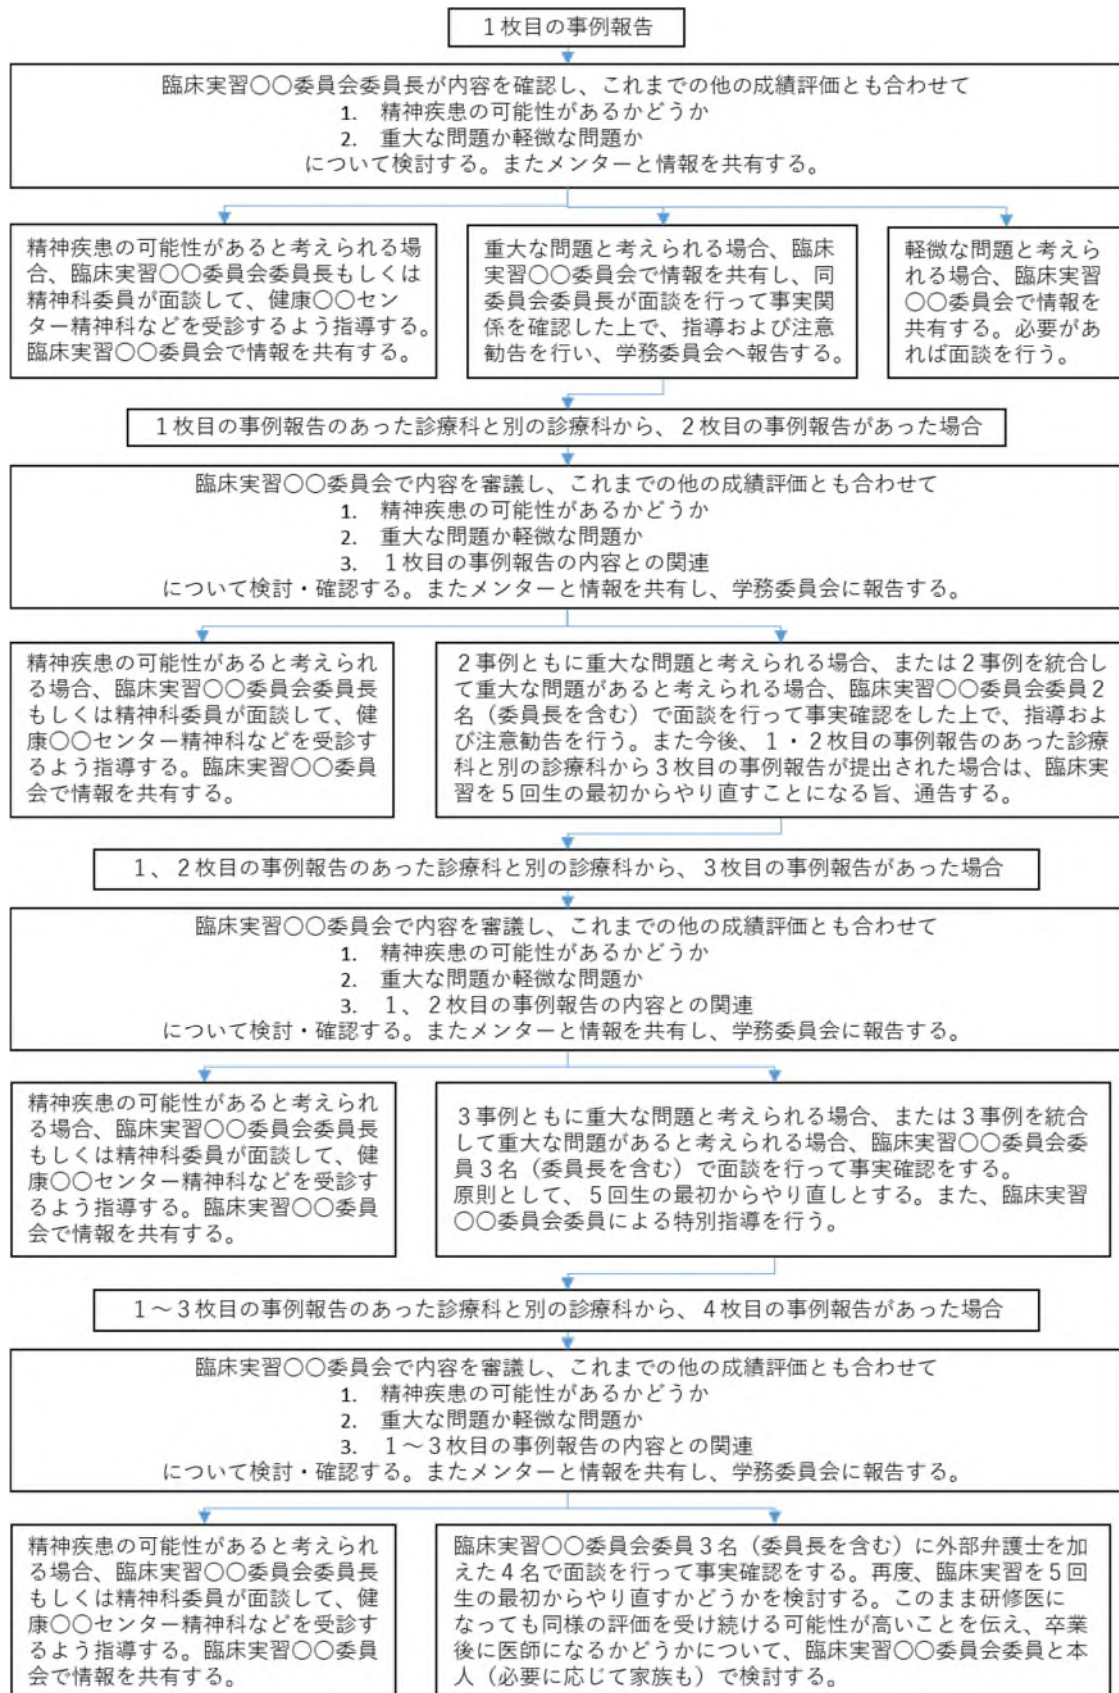 １枚目の事例報告
臨床実習〇〇委員会委員長が内容を確認し、これまでの他の成績評価とも合わせて
1. 精神疾患の可能性があるかどうか
2. 重大な問題か軽微な問題か
について検討する。またメンターと情報を共有する。
精神疾患の可能性があると考えられる場
合、臨床実習〇〇委員会委員長もしくは
精神科委員が面談して、健康〇〇セン
ター精神科などを受診するよう指導する。
臨床実習〇〇委員会で情報を共有する。
重大な問題と考えられる場合、臨床
実習〇〇委員会で情報を共有し、同
委員会委員長が面談を行って事実関
係を確認した上で、指導および注意
勧告を行い、学務委員会へ報告する。
軽微な問題と考えら
れる場合、臨床実習
〇〇委員会で情報を
共有する。必要があ
れば面談を行う。
１枚目の事例報告のあった診療科と別の診療科から、２枚目の事例報告があった場合
臨床実習〇〇委員会で内容を審議し、これまでの他の成績評価とも合わせて
1. 精神疾患の可能性があるかどうか
2. 重大な問題か軽微な問題か
3. １枚目の事例報告の内容との関連
について検討・確認する。またメンターと情報を共有し、学務委員会に報告する。
精神疾患の可能性があると考えられ
る場合、臨床実習〇〇委員会委員長
もしくは精神科委員が面談して、健
康〇〇センター精神科などを受診す
るよう指導する。臨床実習〇〇委員
会で情報を共有する。
２事例ともに重大な問題と考えられる場合、または２事例を統合し
て重大な問題があると考えられる場合、臨床実習〇〇委員会委員２
名（委員長を含む）で面談を行って事実確認をした上で、指導およ
び注意勧告を行う。また今後、１・２枚目の事例報告のあった診療
科と別の診療科から３枚目の事例報告が提出された場合は、臨床実
習を５回生の最初からやり直すことになる旨、通告する。
１、２枚目の事例報告のあった診療科と別の診療科から、３枚目の事例報告があった場合
臨床実習〇〇委員会で内容を審議し、これまでの他の成績評価とも合わせて
1. 精神疾患の可能性があるかどうか
2. 重大な問題か軽微な問題か
3. １、２枚目の事例報告の内容との関連
について検討・確認する。またメンターと情報を共有し、学務委員会に報告する。
精神疾患の可能性があると考えられ
る場合、臨床実習〇〇委員会委員長
もしくは精神科委員が面談して、健
康〇〇センター精神科などを受診す
るよう指導する。臨床実習〇〇委員
会で情報を共有する。
３事例ともに重大な問題と考えられる場合、または３事例を統合
して重大な問題があると考えられる場合、臨床実習〇〇委員会委
員３名（委員長を含む）で面談を行って事実確認をする。
原則として、５回生の最初からやり直しとする。また、臨床実習
〇〇委員会委員による特別指導を行う。
１～３枚目の事例報告のあった診療科と別の診療科から、４枚目の事例報告があった場合
臨床実習〇〇委員会で内容を審議し、これまでの他の成績評価とも合わせて
1. 精神疾患の可能性があるかどうか
2. 重大な問題か軽微な問題か
3. １～３枚目の事例報告の内容との関連
について検討・確認する。またメンターと情報を共有し、学務委員会に報告する。
精神疾患の可能性があると考えられ
る場合、臨床実習〇〇委員会委員長
もしくは精神科委員が面談して、健
康〇〇センター精神科などを受診す
るよう指導する。臨床実習〇〇委員
会で情報を共有する。
臨床実習〇〇委員会委員３名（委員長を含む）に外部弁護士を加
えた４名で面談を行って事実確認をする。再度、臨床実習を５回
生の最初からやり直すかどうかを検討する。このまま研修医に
なっても同様の評価を受け続ける可能性が高いことを伝え、卒業
後に医師になるかどうかについて、臨床実習〇〇委員会委員と本
人（必要に応じて家族も）で検討する。